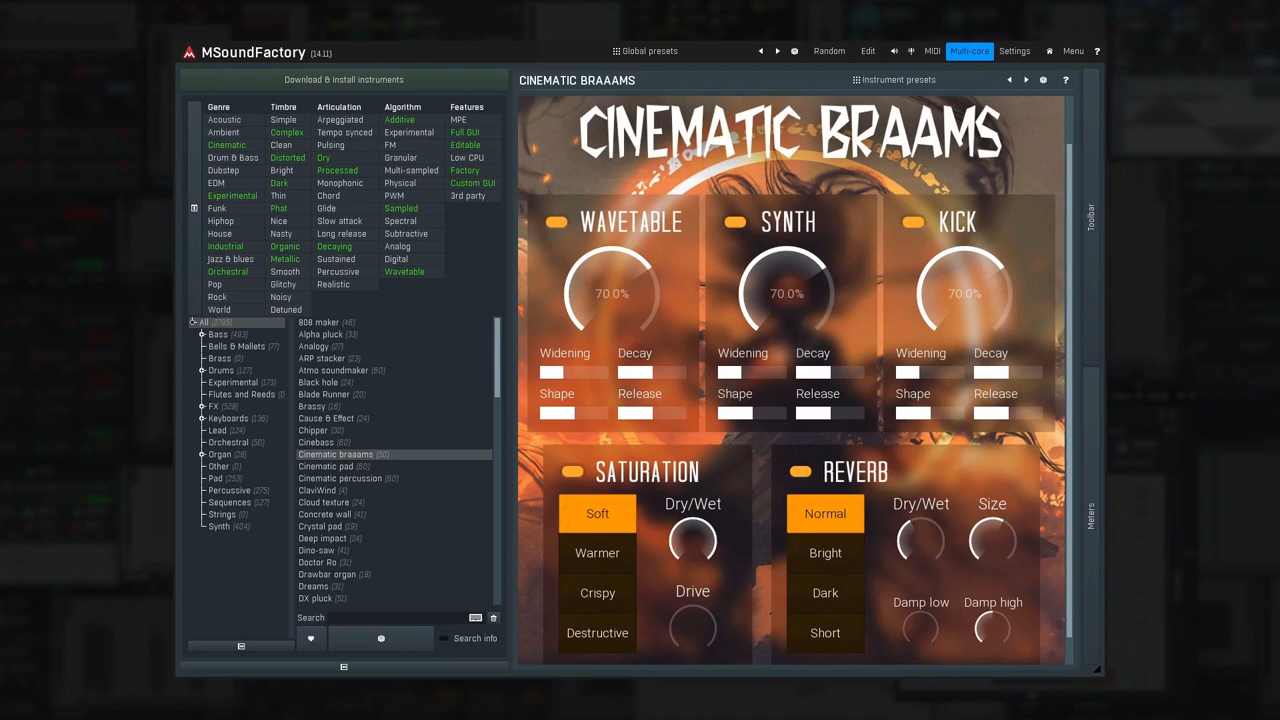 MSoundFactory (14.11)
Global presets
Random Edit MIDI Multi-core Settings Menu ?
Download & Install instruments
CINEMATIC BRAAAMS
Instrument presets
?
Genre Timbre Articulation Algorithm Features
Acoustic Simple Arpeggiated Additive MPE
Ambient Complex Tempo synced Experimental Full GUI
Cinematic Clean Pulsing FM Editable
Drum & Bass Distorted Dry Granular Low CPU
Dubstep Bright Processed Multi-sampled Factory
EDM Dark Monophonic Physical Custom GUI
Experimental Thin Chord PWM 3rd party
Funk Phat Glide Sampled
Hiphop Nice Slow attack Spectral
House Nasty Long release Subtractive
Industrial Organic Decaying Analog
Jazz & blues Metallic Sustained Digital
Orchestral Smooth Percussive Wavetable
Pop Glitchy Realistic
Rock Noisy
World Detuned
All (2795)
Bass (493)
Bells & Mallets (77)
Brass (0)
Drums (127)
Experimental (173)
Flutes and Reeds (0
FX (528)
Keyboards (136)
Lead (124)
Orchestral (50)
Organ (28)
Other (0)
Pad (253)
Percussive (275)
Sequences (127)
Strings (0)
Synth (404)
808 maker (48)
Alpha pluck (33)
Analogy (27)
ARP stacker (23)
Atmo soundmaker (60)
Black hole (24)
Blade Runner (20)
Brassy (16)
Cause & Effect (24)
Chipper (30)
Cinebass (60)
Cinematic braaams (50)
Cinematic pad (60)
Cinematic percussion (60)
ClaviWind (4)
Cloud texture (24)
Concrete wall (41)
Crystal pad (19)
Deep impact (24)
Dino-saw (41)
Doctor Ro (31)
Drawbar organ (18)
Dreams (31)
DX pluck (51)
Search
Search info
CINEMATIC BRAAMS
WAVETABLE
70.0%
Widening Decay
Shape Release
SYNTH
70.0%
Widening Decay
Shape Release
KICK
70.0%
Widening Decay
Shape Release
SATURATION
Soft
Warmer
Crispy
Destructive
Dry/Wet
Drive
REVERB
Normal
Bright
Dark
Short
Dry/Wet Size
Damp low Damp high
Toolbar
Meters